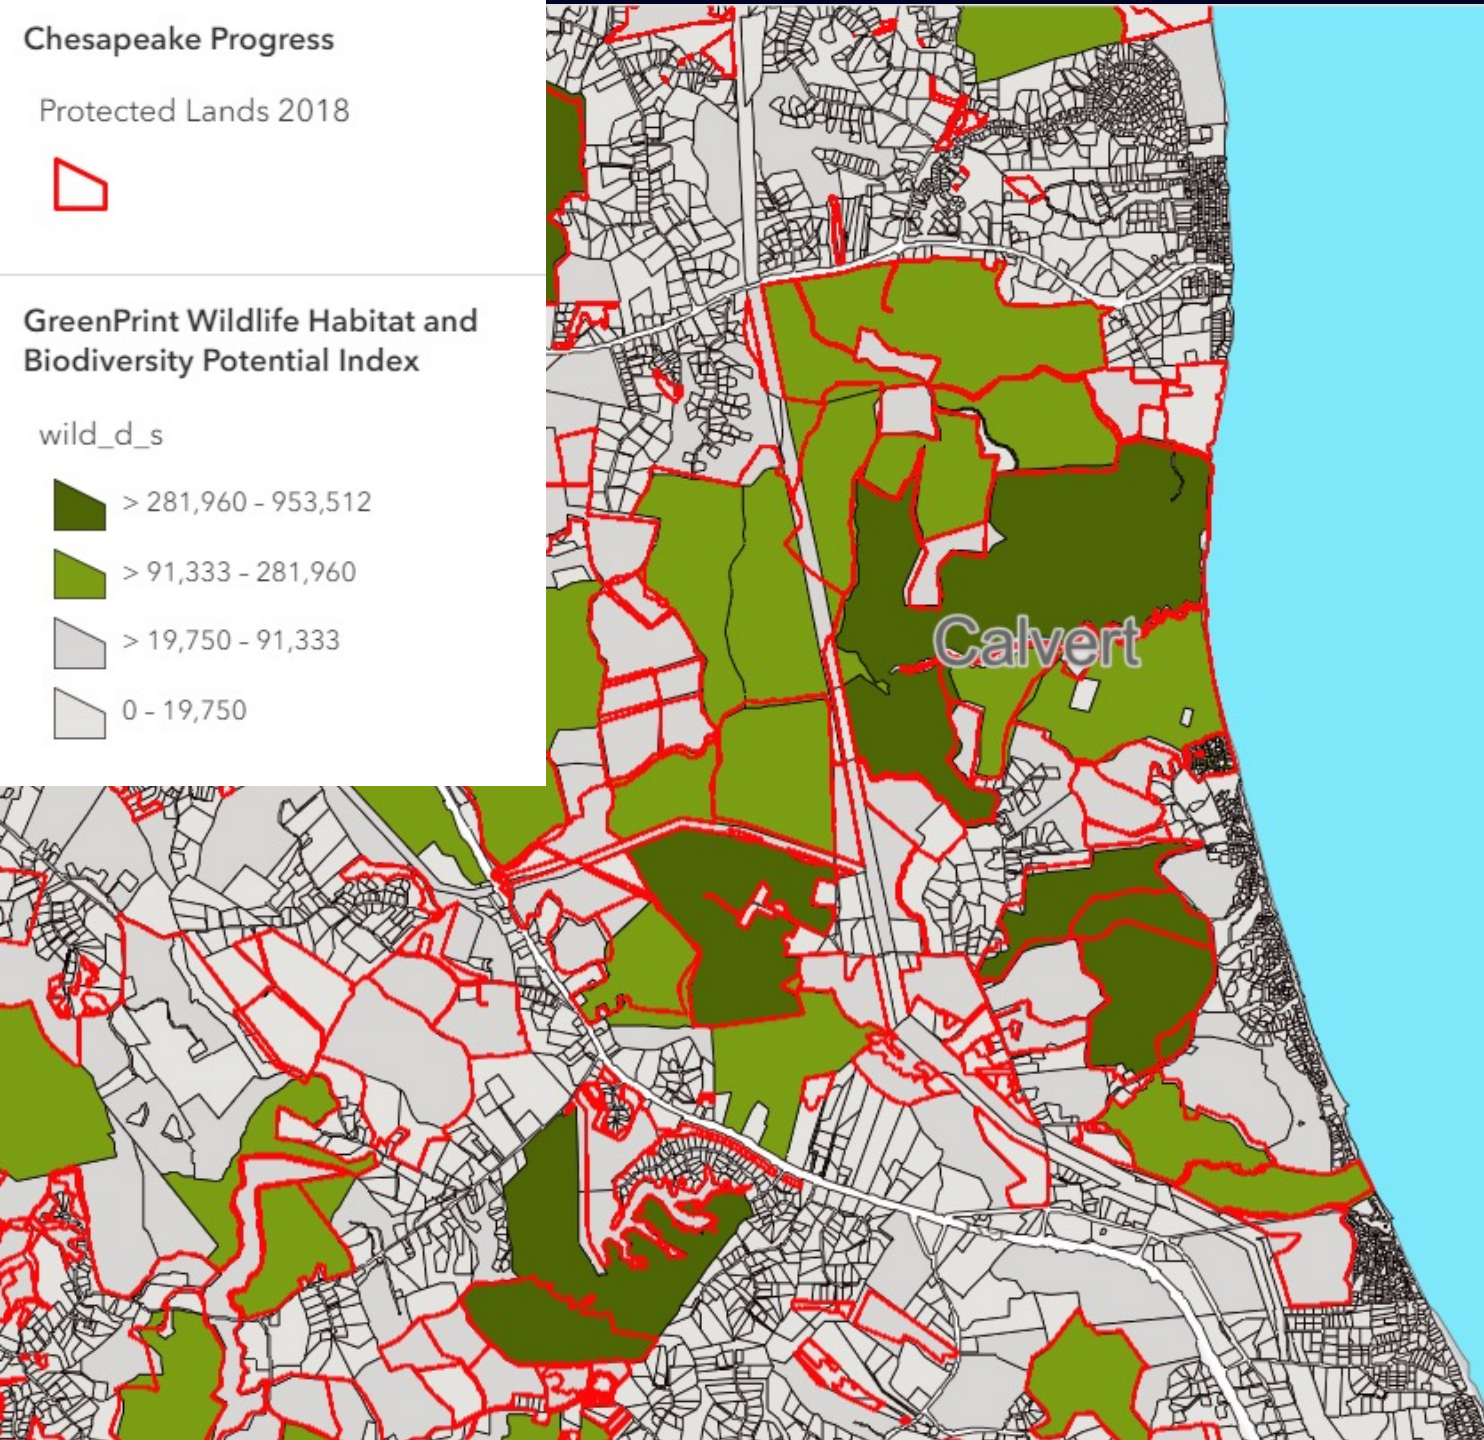 Chesapeake Progress
Protected Lands 2018
GreenPrint Wildlife Habitat and
Biodiversity Potential Index
wild_d_s
> 281,960 - 953,512
> 91,333 - 281,960
> 19,750 - 91,333
0 - 19,750
Calvert